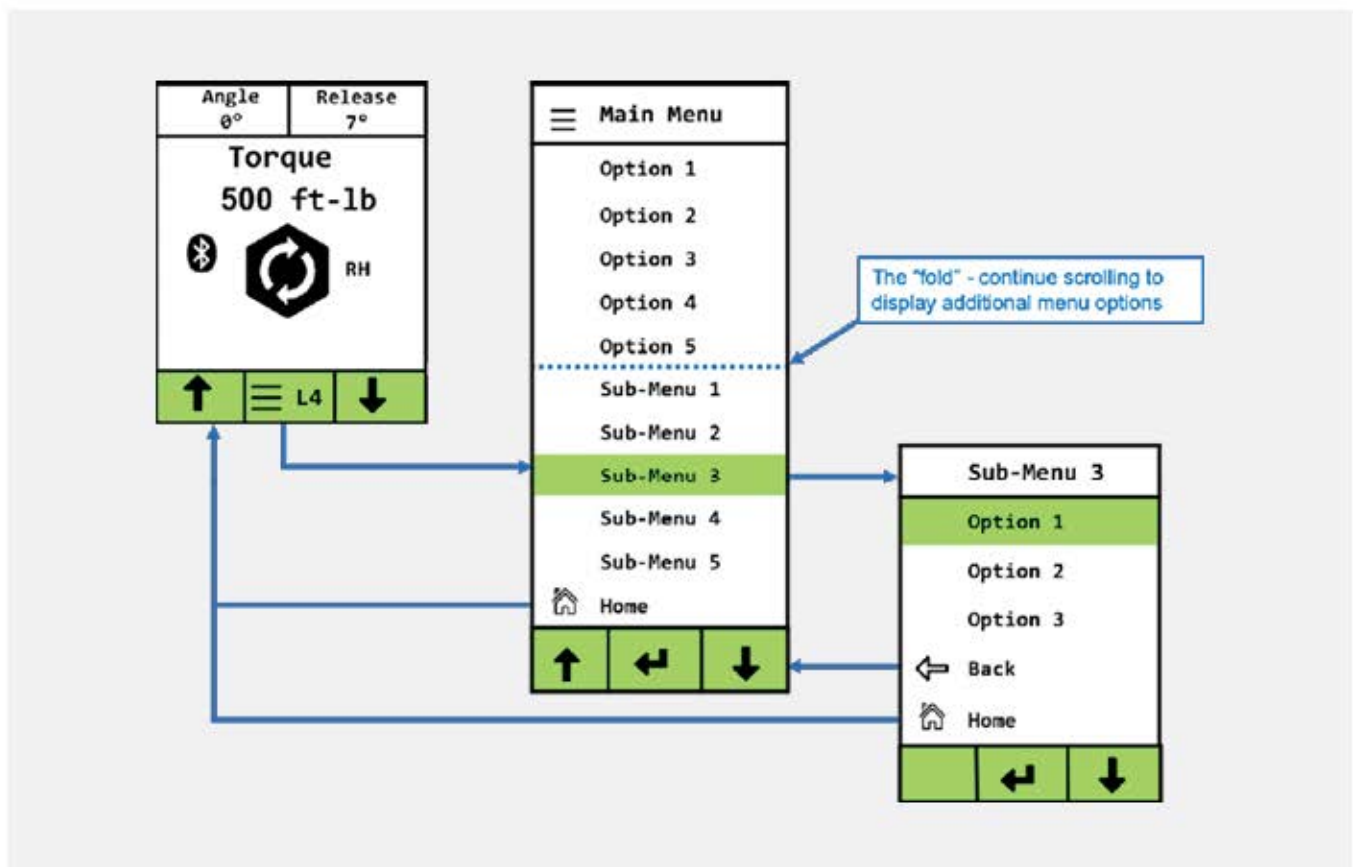 Angle
0°
Release
7°
Torque
500 ft-lb
RH
L4
Main Menu
Option 1
Option 2
Option 3
Option 4
Option 5
Sub-Menu 1
Sub-Menu 2
Sub-Menu 3
Sub-Menu 4
Sub-Menu 5
Home
The "fold" - continue scrolling to
display additional menu options
Sub-Menu 3
Option 1
Option 2
Option 3
Back
Home